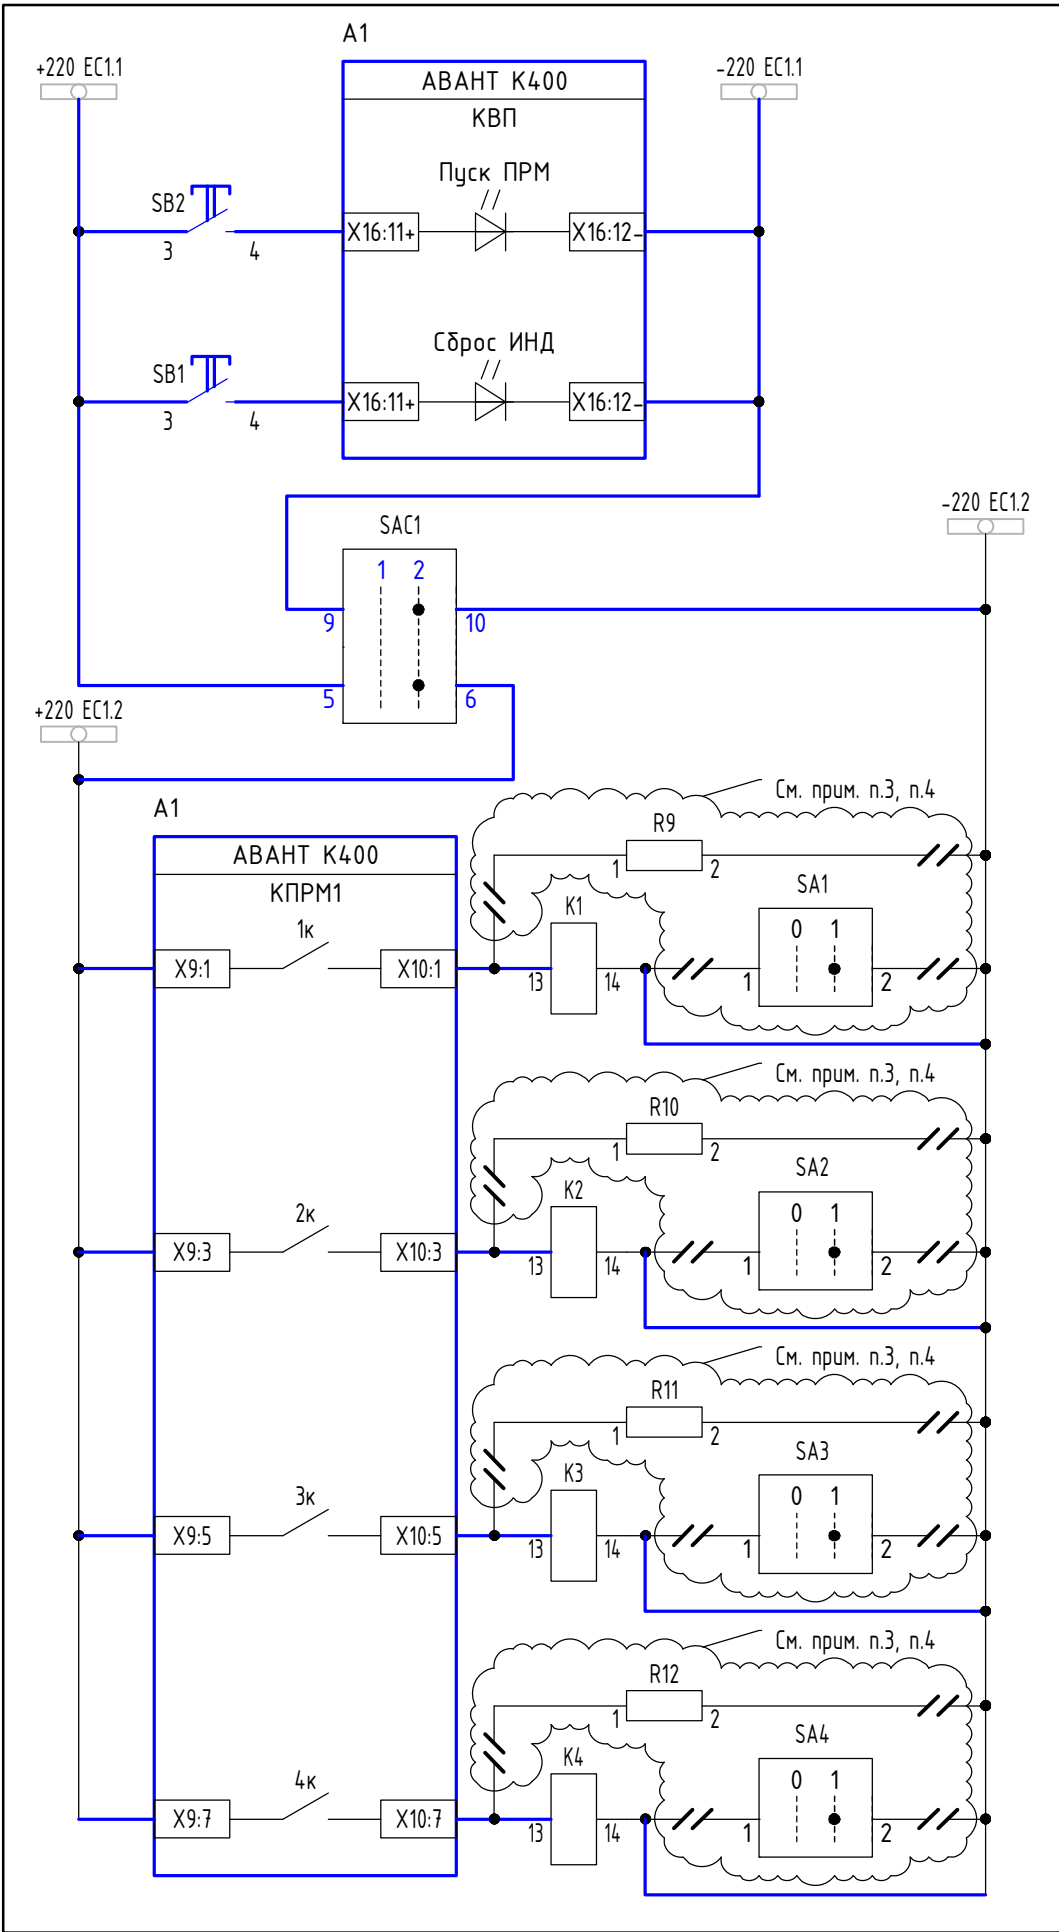 A1
+220 EC1.1
-220 EC1.1
АВАНТ К400
КВП
Пуск ПРМ
SB2
X16:11+
X16:12-
3
4
Сброс ИНД
SB1
X16:11+
X16:12-
3
4
-220 EC1.2
SAC1
1 2
9
10
5
6
+220 EC1.2
См. прим. п.3, п.4
A1
R9
АВАНТ К400
1
2
SA1
КПРМ1
K1
0 1
1к
X9:1
X10:1
13
14
1
2
См. прим. п.3, п.4
R10
1
2
SA2
K2
0 1
2к
X9:3
X10:3
13
14
1
2
См. прим. п.3, п.4
R11
1
2
SA3
K3
0 1
3к
X9:5
X10:5
13
14
1
2
См. прим. п.3, п.4
R12
1
2
SA4
K4
0 1
4к
X9:7
X10:7
13
14
1
2